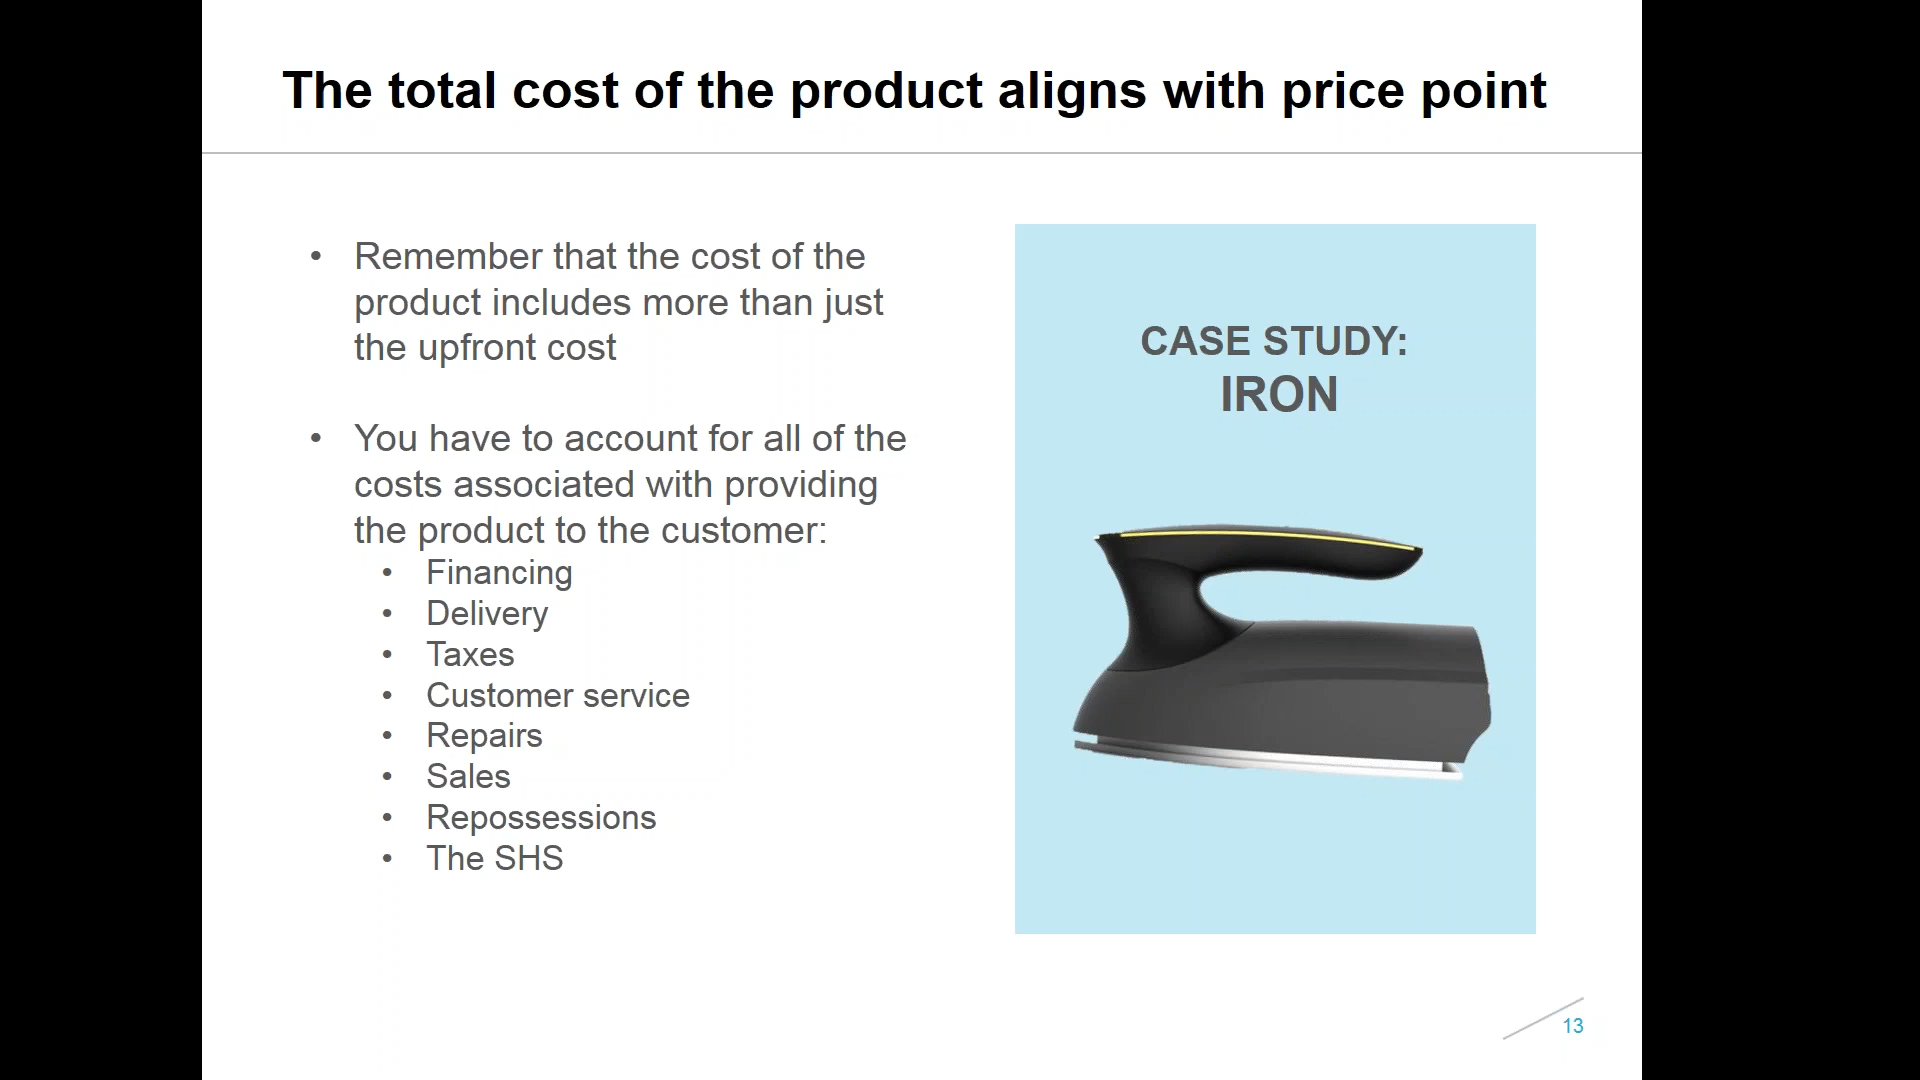 The total cost of the product aligns with price point
• Remember that the cost of the
product includes more than just
the upfront cost
• You have to account for all of the
costs associated with providing
the product to the customer:
• Financing
• Delivery
• Taxes
• Customer service
• Repairs
• Sales
• Repossessions
• The SHS
CASE STUDY:
IRON
13